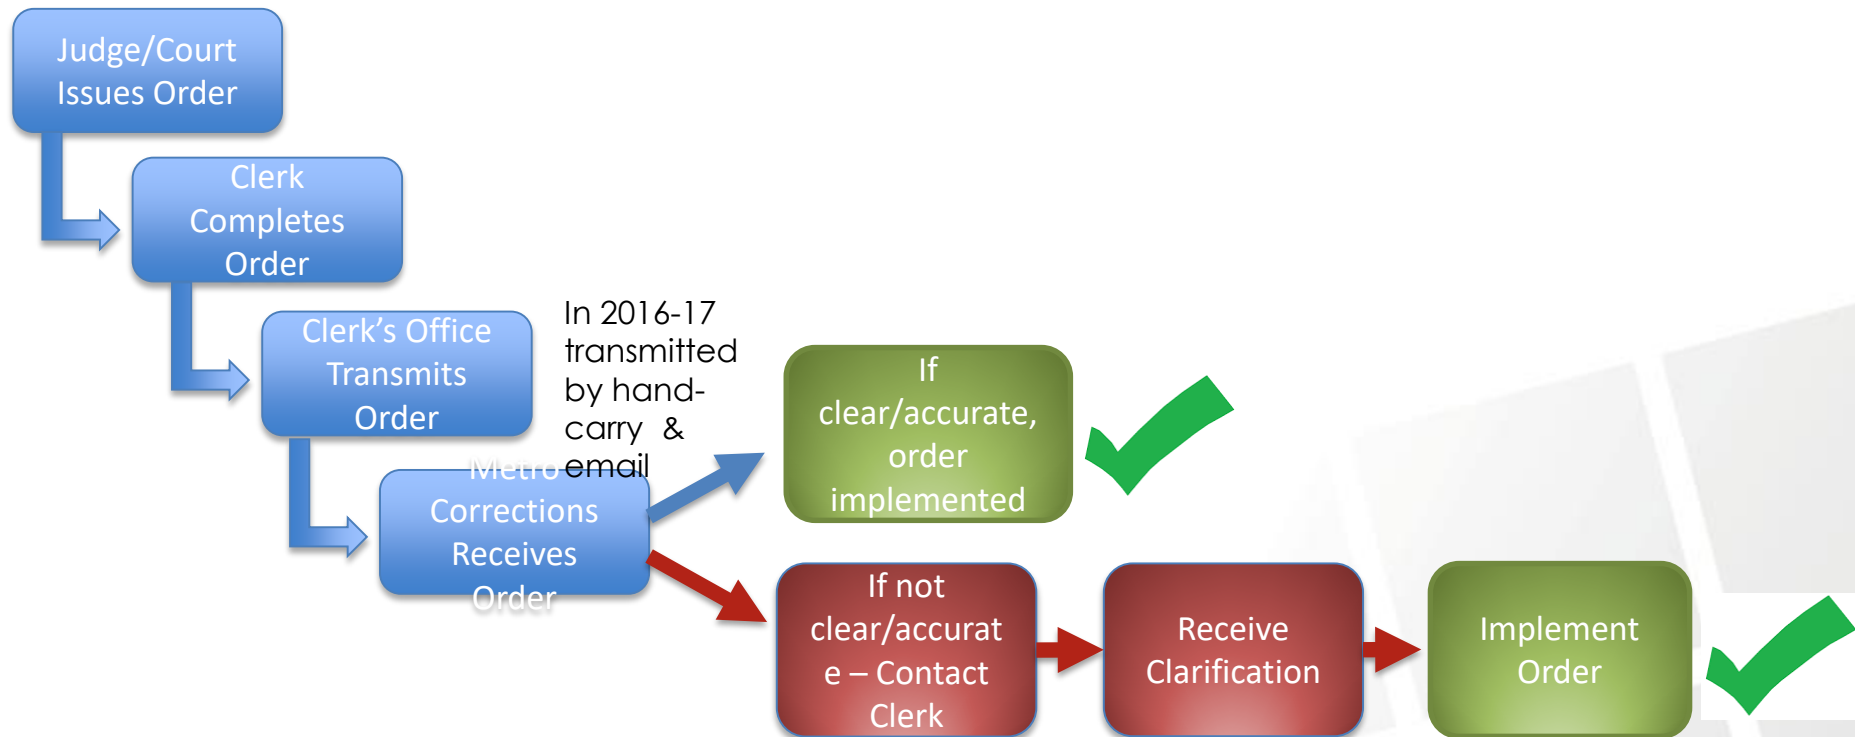 Judge/Court
Issues Order
Clerk
Completes
Order
Clerk’s Office
Transmits
Order
In 2016-17
transmitted
by hand-
carry & 
email
Metro
Corrections
Receives
Order
If
clear/accurate,
order
implemented
If not
clear/accurat
e – Contact
Clerk
Receive
Clarification
Implement
Order